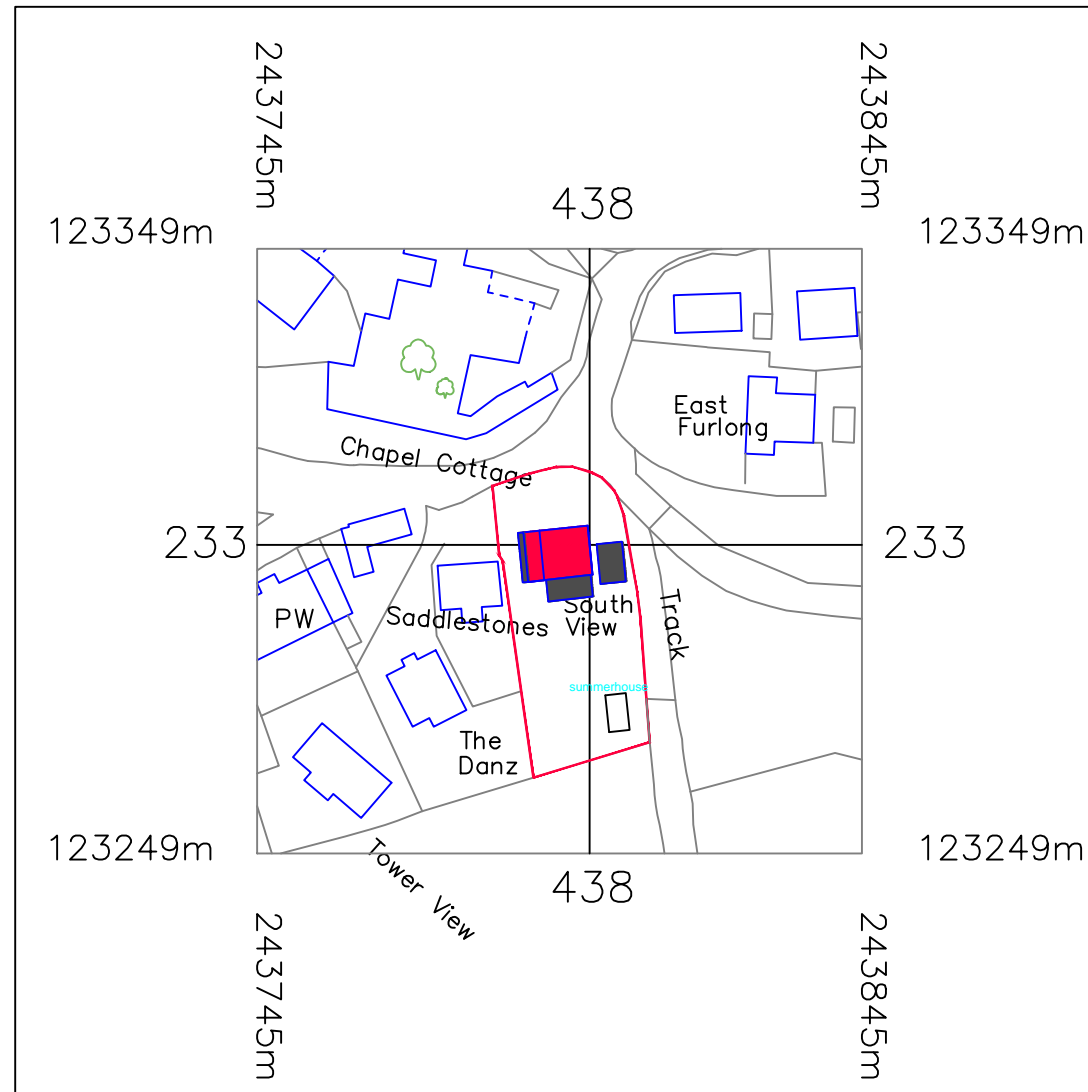 243745m
243845m
438
123349m
123349m
East
Furlong
Chapel Cottage
233
233
PW
Saddlestones
South
View
Track
summerhouse
The
Danz
123249m
123249m
Tower View
438
243745m
243845m